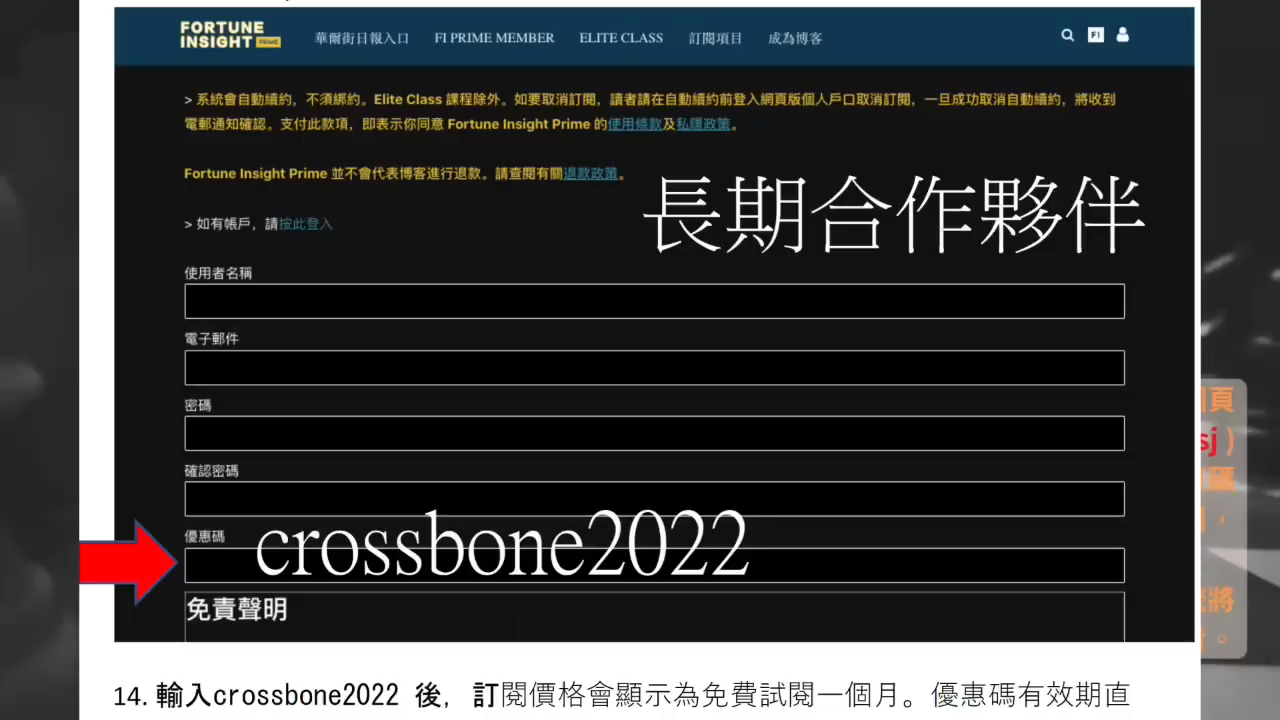 FORTUNE
INSIGHT PRIME
華爾街日報入口 FI PRIME MEMBER ELITE CLASS 訂閱項目 成為博客
FI
> 系統會自動續約，不須綁約。Elite Class 課程除外。如要取消訂閱，讀者請在自動續約前登入網頁版個人戶口取消訂閱，一旦成功取消自動續約，將收到
電郵通知確認。支付此款項，即表示你同意 Fortune Insight Prime 的使用條款及私隱政策。
Fortune Insight Prime 並不會代表博客進行退款。請查閱有關退款政策。
長期合作夥伴
> 如有帳戶，請按此登入
使用者名稱
電子郵件
密碼
確認密碼
優惠碼
crossbone2022
免責聲明
14. 輸入crossbone2022 後，訂閱價格會顯示為免費試閱一個月。優惠碼有效期直
頁
sj )
，
將
。